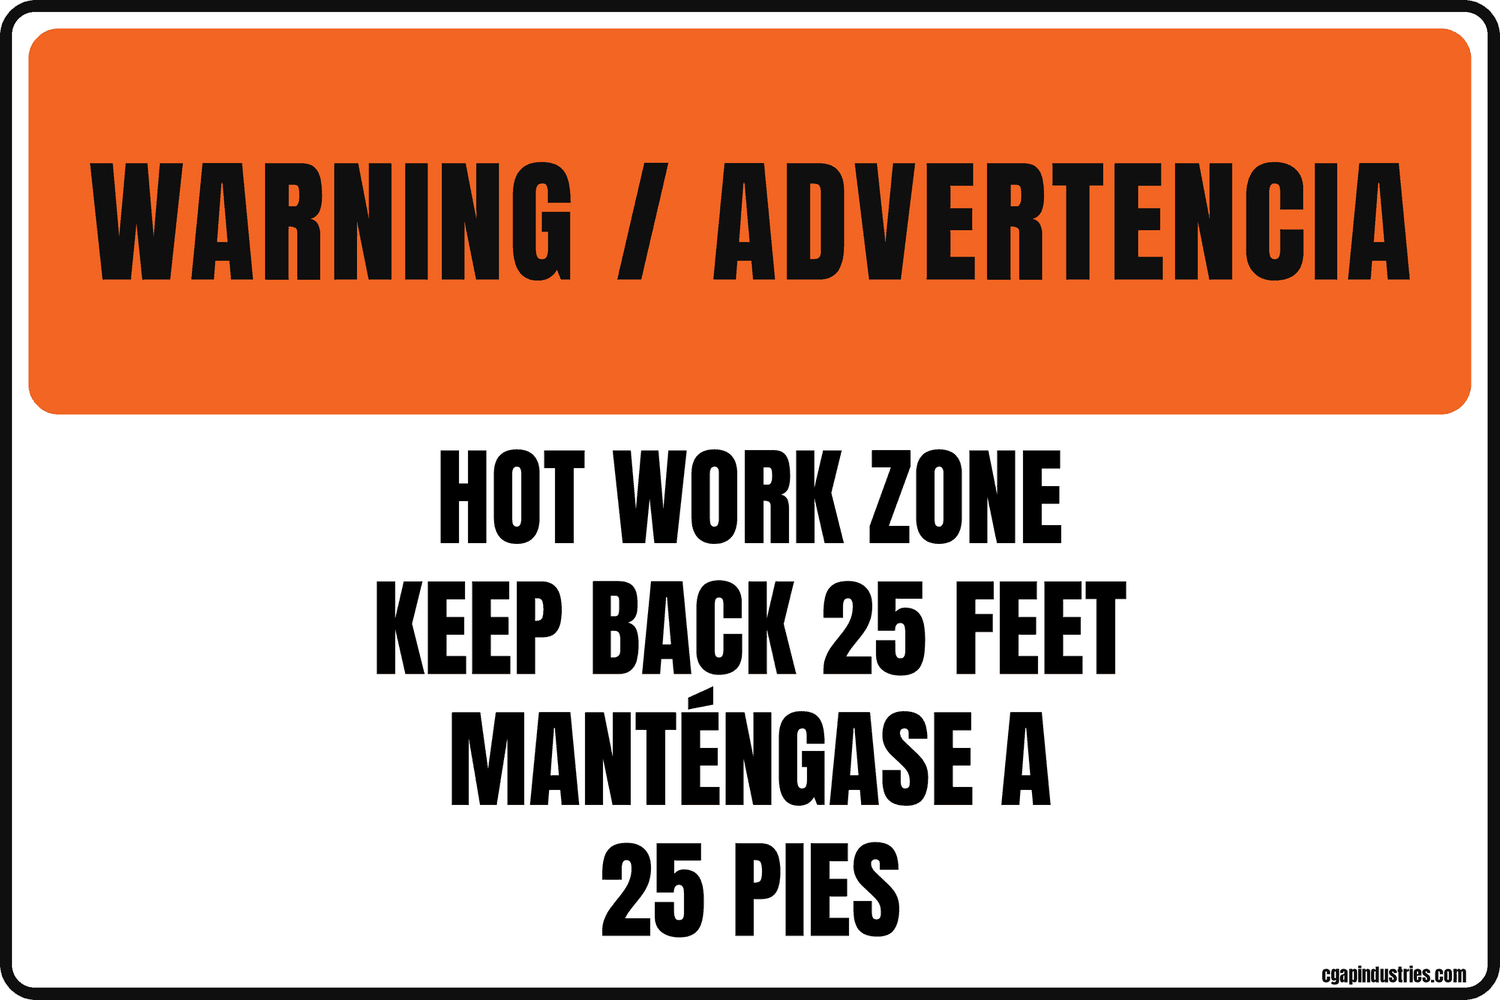 WARNING / ADVERTENCIA
HOT WORK ZONE
KEEP BACK 25 FEET
MANTÉNGASE A
25 PIES
cgapindustries.com